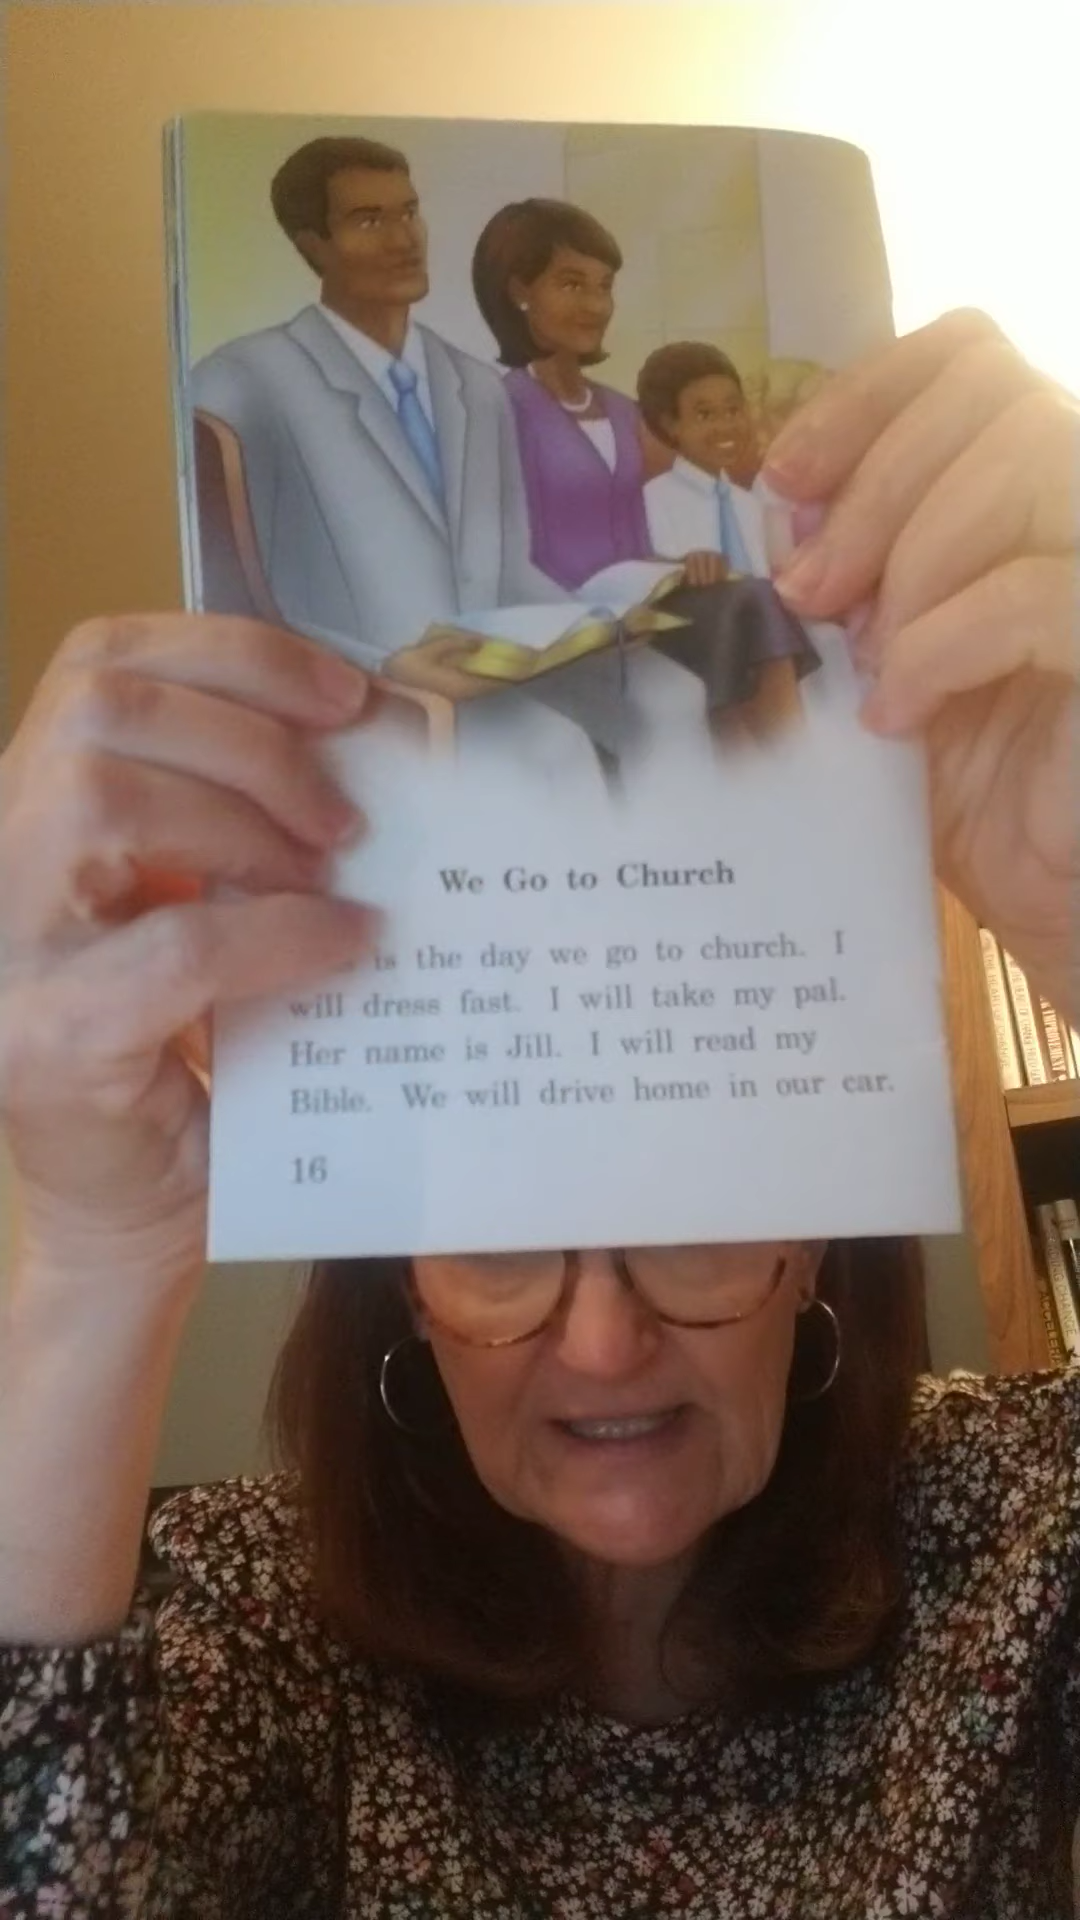 We Go to Church
is the day we go to church. I
will dress fast. I will take my pal.
Her name is Jill. I will read my
Bible. We will drive home in our car.
16